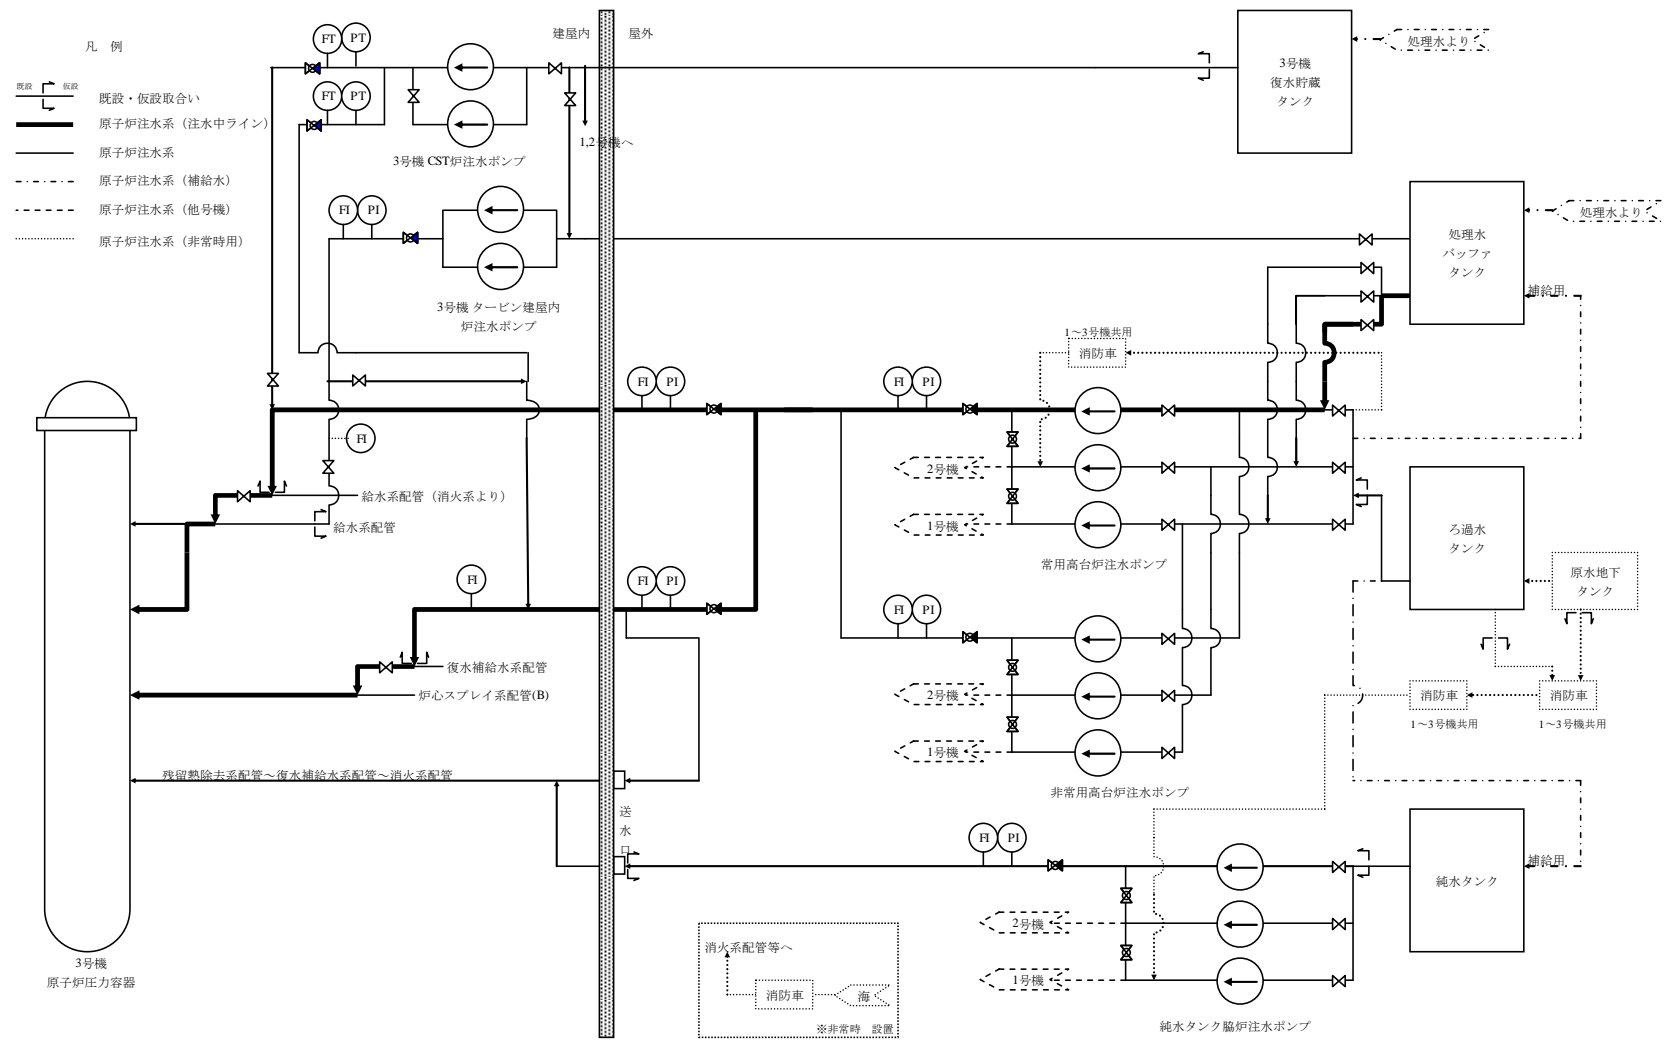 凡　例
既設
仮設
既設・仮設取合い
原子炉注水系（注水中ライン）
原子炉注水系
原子炉注水系（補給水）
原子炉注水系（他号機）
原子炉注水系（非常時用）
FT
PT
FT
PT
建屋内
屋外
1,2号機へ
3号機 CST炉注水ポンプ
3号機
復水貯蔵
タンク
処理水より
FI
PI
3号機 タービン建屋内
炉注水ポンプ
処理水
バッファ
タンク
処理水より
補給用
1～3号機共用
消防車
FI
PI
FI
PI
FI
2号機
1号機
常用高台炉注水ポンプ
給水系配管（消火系より）
給水系配管
ろ過水
タンク
原水地下
タンク
FI
FI
PI
FI
PI
2号機
1号機
非常用高台炉注水ポンプ
復水補給水系配管
炉心スプレイ系配管(B)
消防車
1～3号機共用
消防車
1～3号機共用
残留熱除去系配管～復水補給水系配管～消火系配管
送
水
口
FI
PI
純水タンク
補給用
2号機
1号機
純水タンク脇炉注水ポンプ
3号機
原子炉圧力容器
消火系配管等へ
消防車
海
※非常時　設置